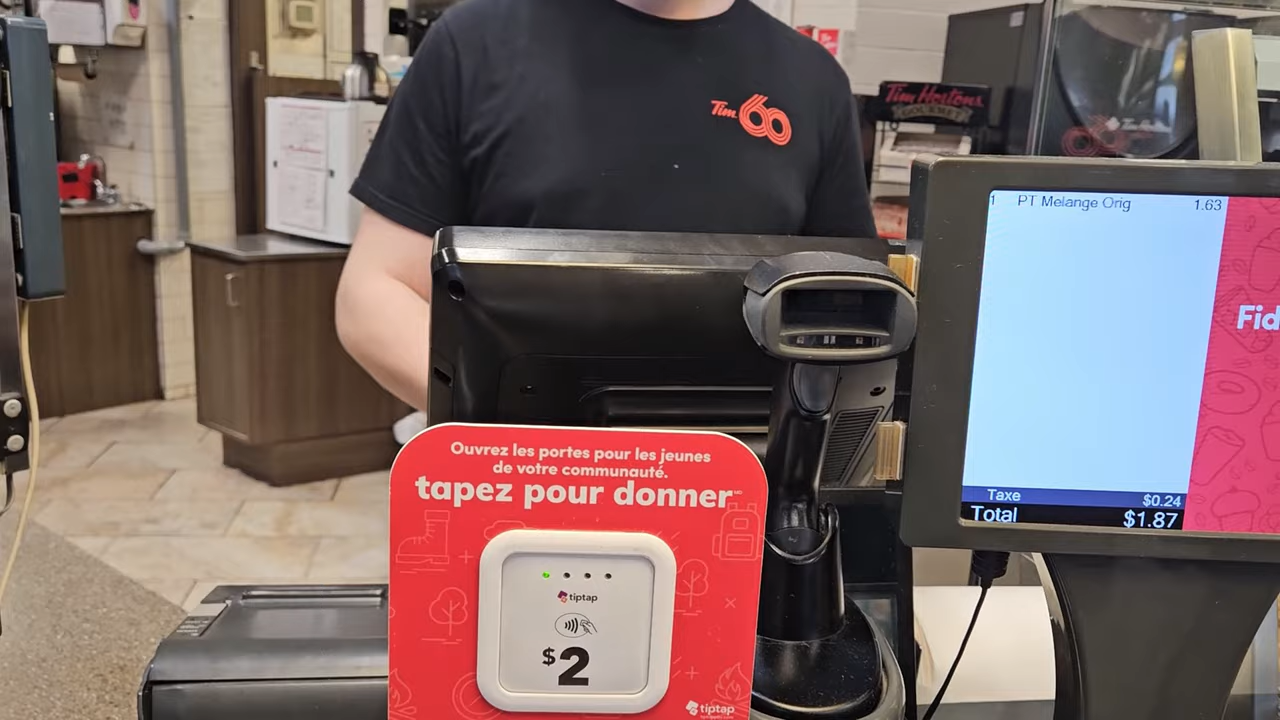 Tim 60
Tim Hortons
GOURMET
1 PT Melange Orig 1.63
Fid
Taxe $0.24
Total $1.87
Ouvrez les portes pour les jeunes
de votre communauté.
tapez pour donner
tiptap
$2
tiptap